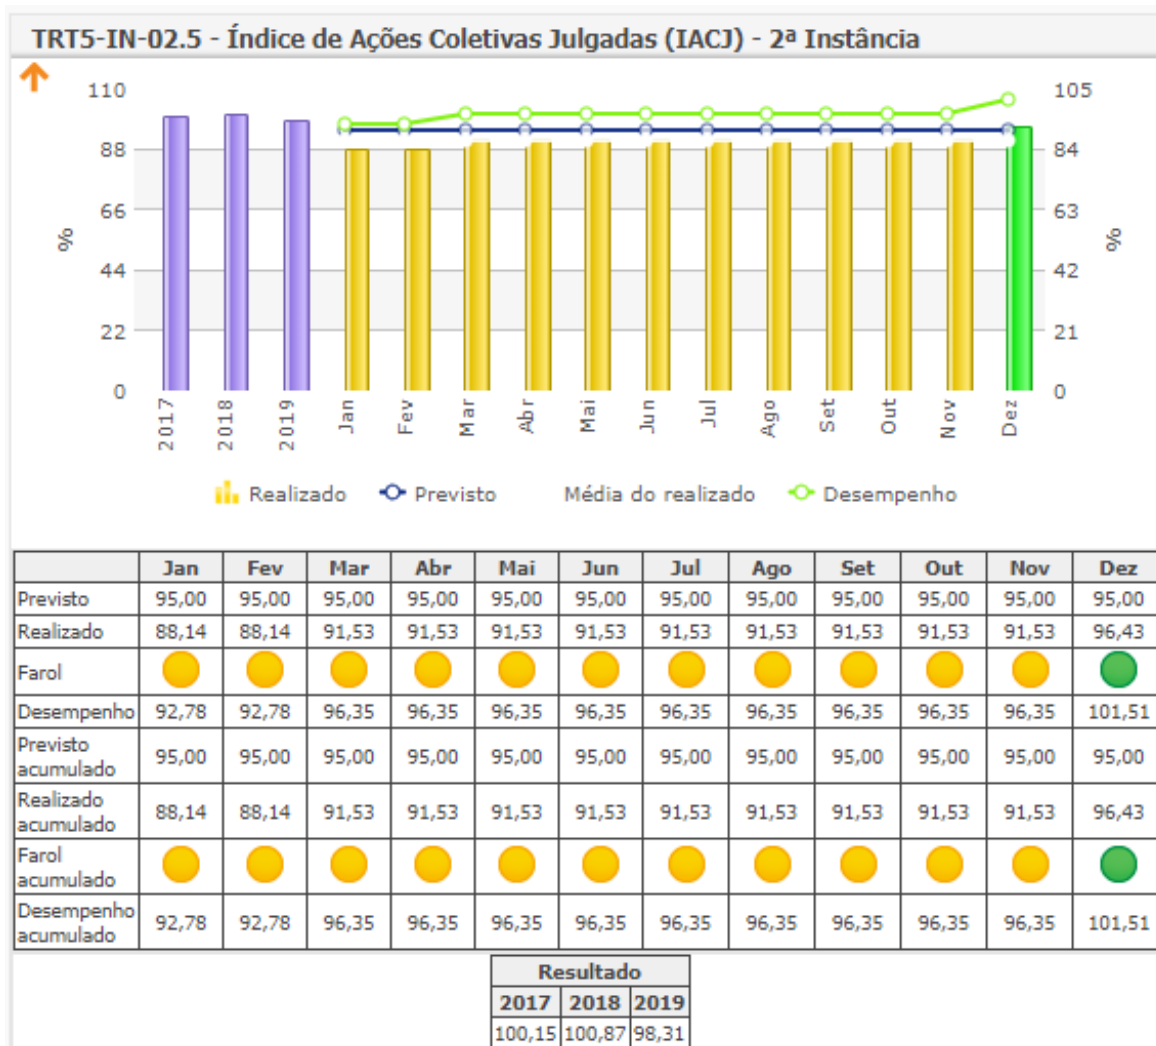 TRT5-IN-02.5 - Índice de Ações Coletivas Julgadas (IACJ) - 2ª Instância
110 105
88 84
66 63
% %
44 42
22 21
0 0
2017 2018 2019 Jan Fev Mar Abr Mai Jun Jul Ago Set Out Nov Dez
Realizado Previsto Média do realizado Desempenho
Jan Fev Mar Abr Mai Jun Jul Ago Set Out Nov Dez
Previsto 95,00 95,00 95,00 95,00 95,00 95,00 95,00 95,00 95,00 95,00 95,00 95,00
Realizado 88,14 88,14 91,53 91,53 91,53 91,53 91,53 91,53 91,53 91,53 91,53 96,43
Farol
Desempenho 92,78 92,78 96,35 96,35 96,35 96,35 96,35 96,35 96,35 96,35 96,35 101,51
Previsto
acumulado 95,00 95,00 95,00 95,00 95,00 95,00 95,00 95,00 95,00 95,00 95,00 95,00
Realizado
acumulado 88,14 88,14 91,53 91,53 91,53 91,53 91,53 91,53 91,53 91,53 91,53 96,43
Farol
acumulado
Desempenho
acumulado 92,78 92,78 96,35 96,35 96,35 96,35 96,35 96,35 96,35 96,35 96,35 101,51
Resultado
2017 2018 2019
100,15 100,87 98,31